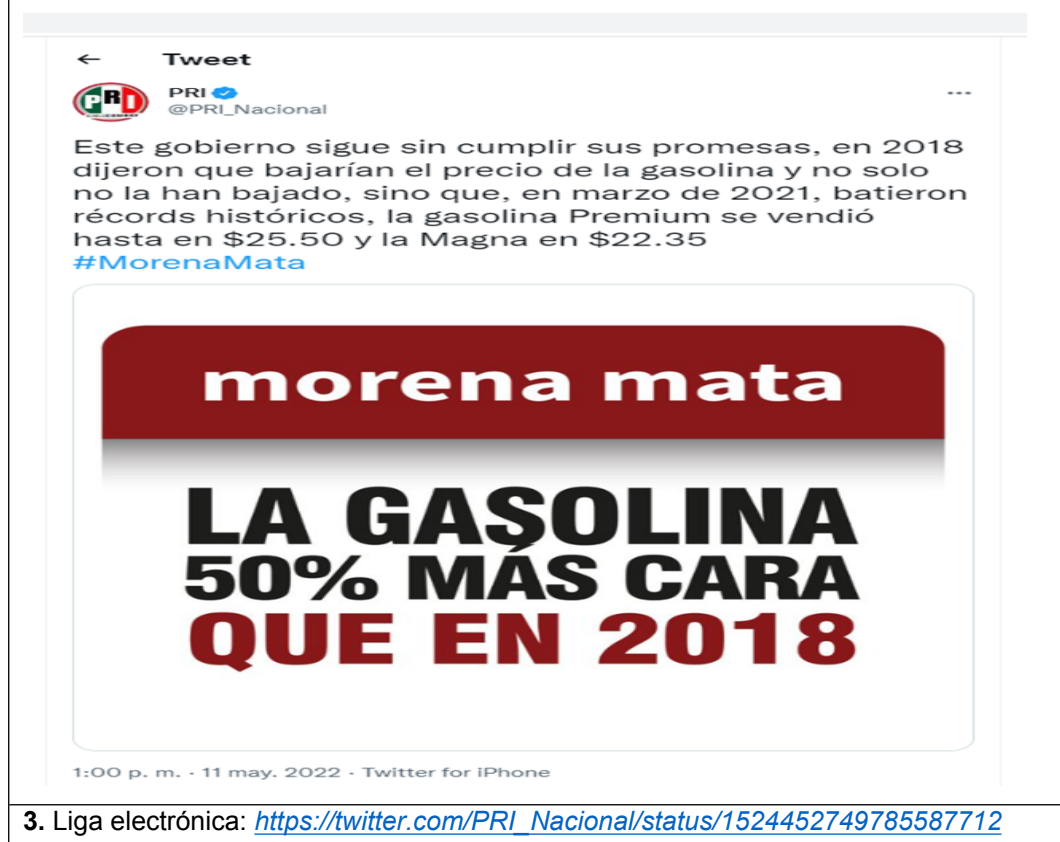 ← Tweet
PRI
PRI
@PRI_Nacional
...
Este gobierno sigue sin cumplir sus promesas, en 2018
dijeron que bajarían el precio de la gasolina y no solo
no la han bajado, sino que, en marzo de 2021, batieron
récords históricos, la gasolina Premium se vendió
hasta en $25.50 y la Magna en $22.35
#MorenaMata
morena mata
LA GASOLINA
50% MÁS CARA
QUE EN 2018
1:00 p. m. · 11 may. 2022 · Twitter for iPhone
3. Liga electrónica: https://twitter.com/PRI_Nacional/status/1524452749785587712